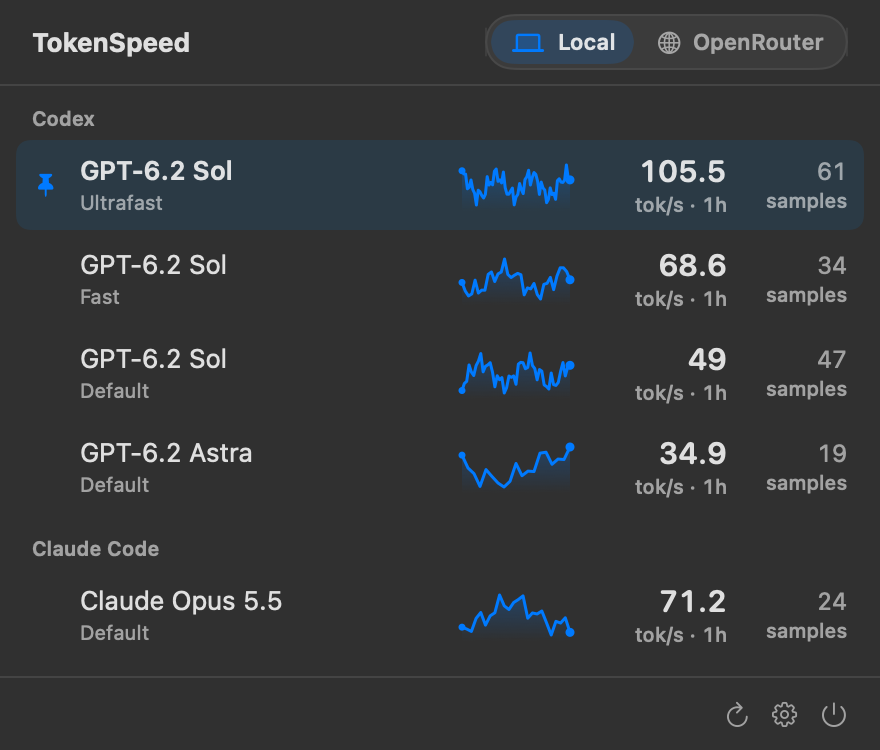 TokenSpeed
Local
OpenRouter
Codex
GPT-6.2 Sol
Ultrafast
105.5
tok/s · 1h
61
samples
GPT-6.2 Sol
Fast
68.6
tok/s · 1h
34
samples
GPT-6.2 Sol
Default
49
tok/s · 1h
47
samples
GPT-6.2 Astra
Default
34.9
tok/s · 1h
19
samples
Claude Code
Claude Opus 5.5
Default
71.2
tok/s · 1h
24
samples